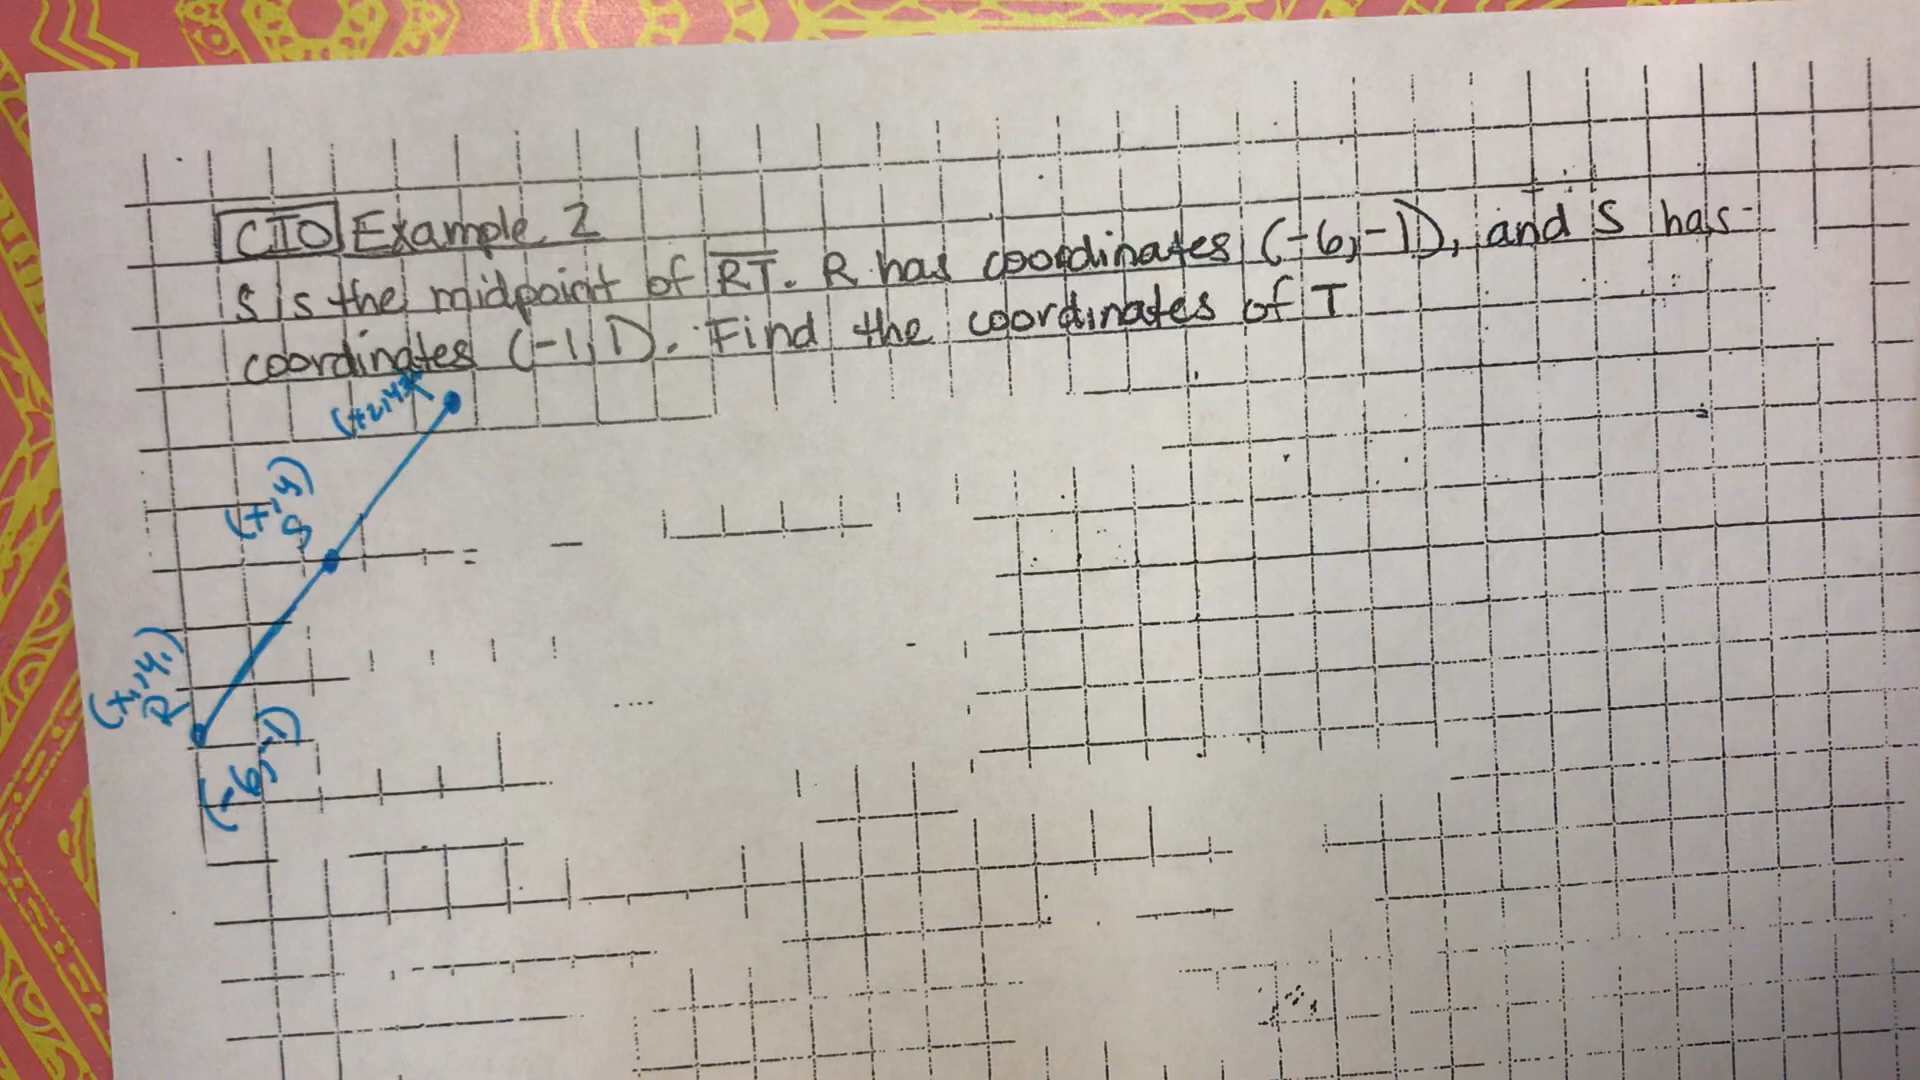 CIO Example 2
S is the midpoint of RT. R has coordinates (-6,-1), and S has
coordinates (-1,1). Find the coordinates of T
(x2,y2)
(x,y)
S
(x1,y1)
R
(-6,-1)